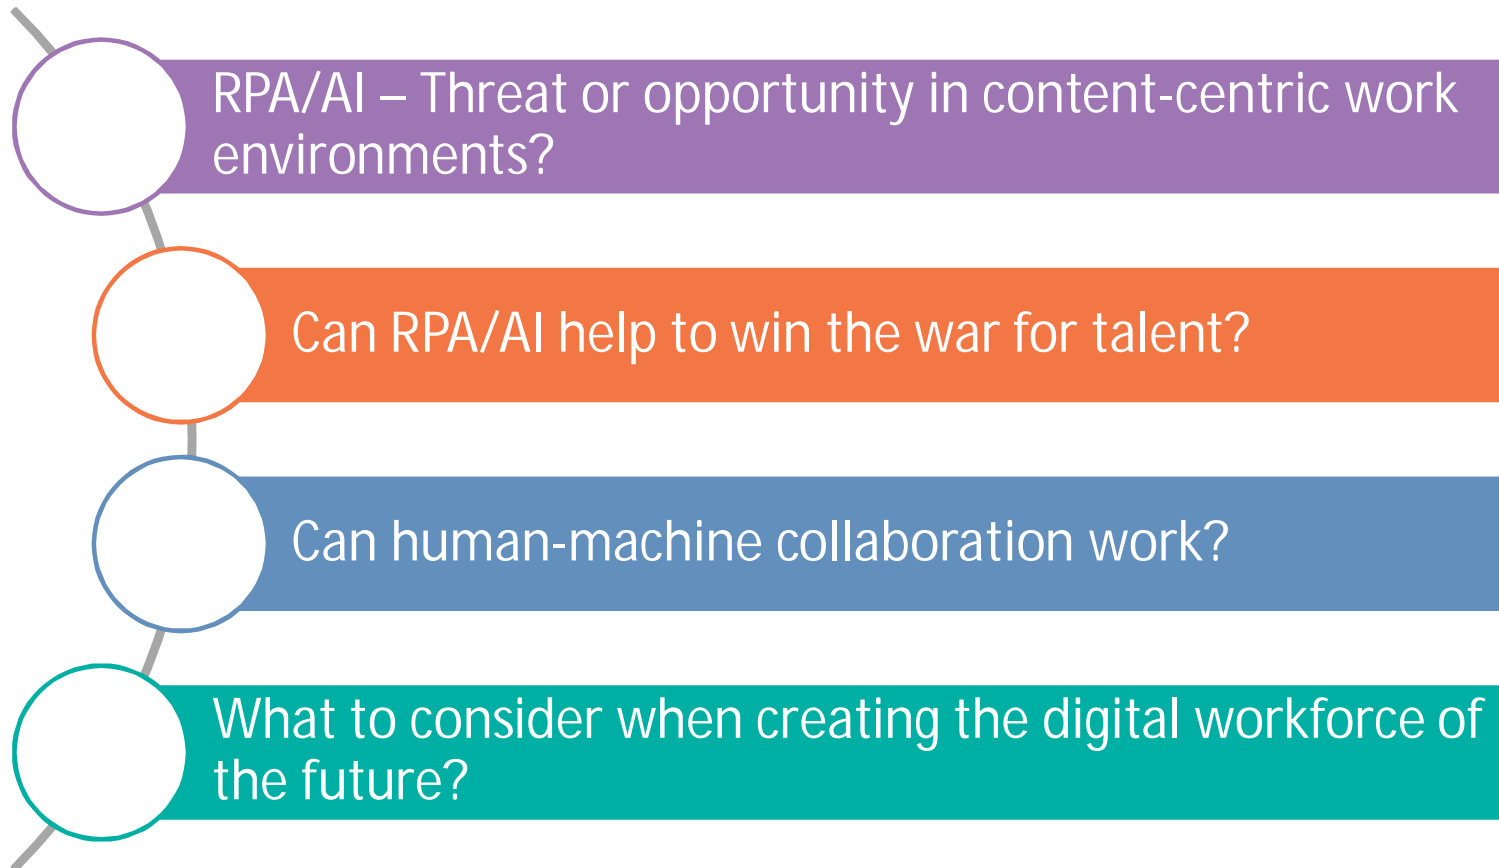 RPA/AI – Threat or opportunity in content-centric work
environments?
Can RPA/AI help to win the war for talent?
Can human-machine collaboration work?
What to consider when creating the digital workforce of
the future?